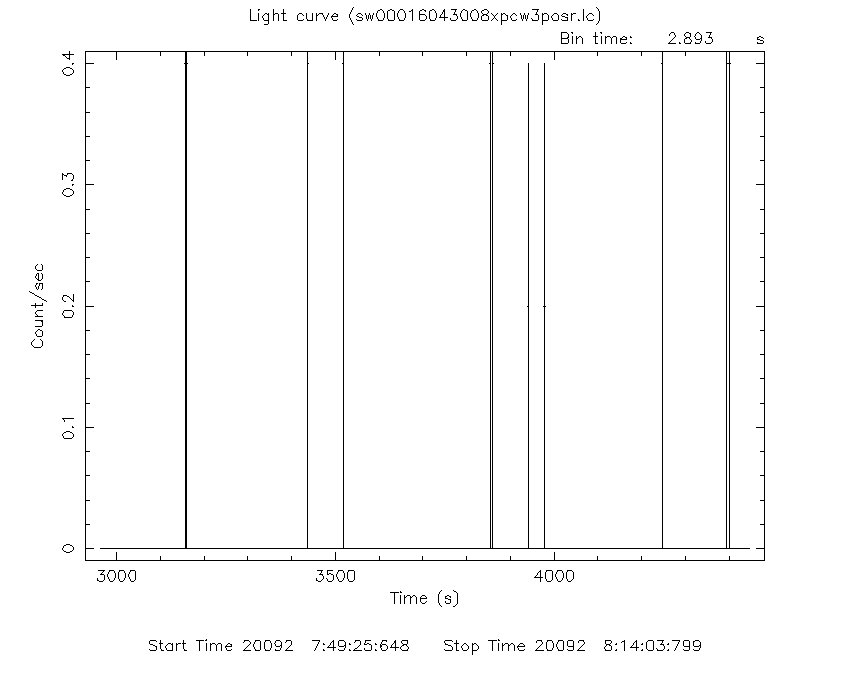 Light curve (sw00016043008xpcw3posr.lc)
Bin time: 2.893 s
0.4
0.3
0.2
0.1
0
Count/sec
3000 3500 4000
Time (s)
Start Time 20092 7:49:25:648 Stop Time 20092 8:14:03:799